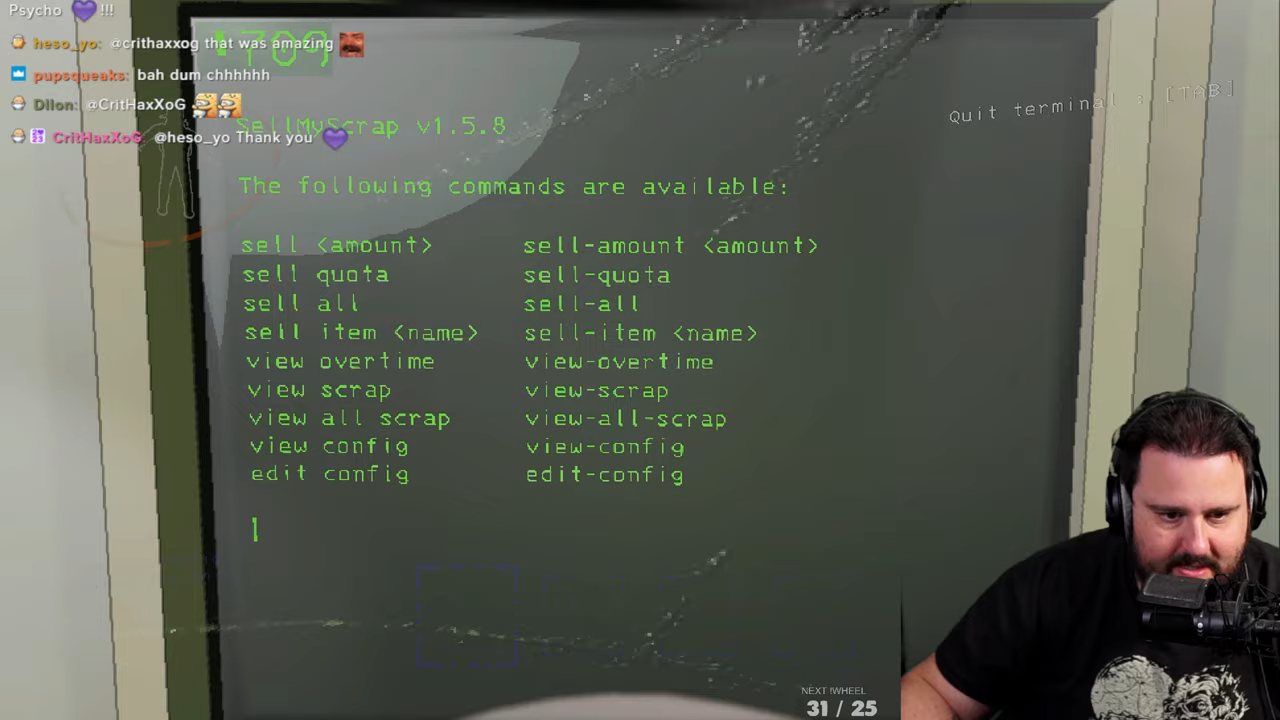 Psycho 💜 !!!
heso_yo: @crithaxxog that was amazing
pupsqueaks: bah dum chhhhhh
Dllon: @CritHaxXoG
CritHaxXoG: @heso_yo Thank you 💜
Quit terminal : [TAB]
SellMyScrap v1.5.8
The following commands are available:
sell <amount> sell-amount <amount>
sell quota sell-quota
sell all sell-all
sell item <name> sell-item <name>
view overtime view-overtime
view scrap view-scrap
view all scrap view-all-scrap
view config view-config
edit config edit-config
NEXT !WHEEL
31 / 25